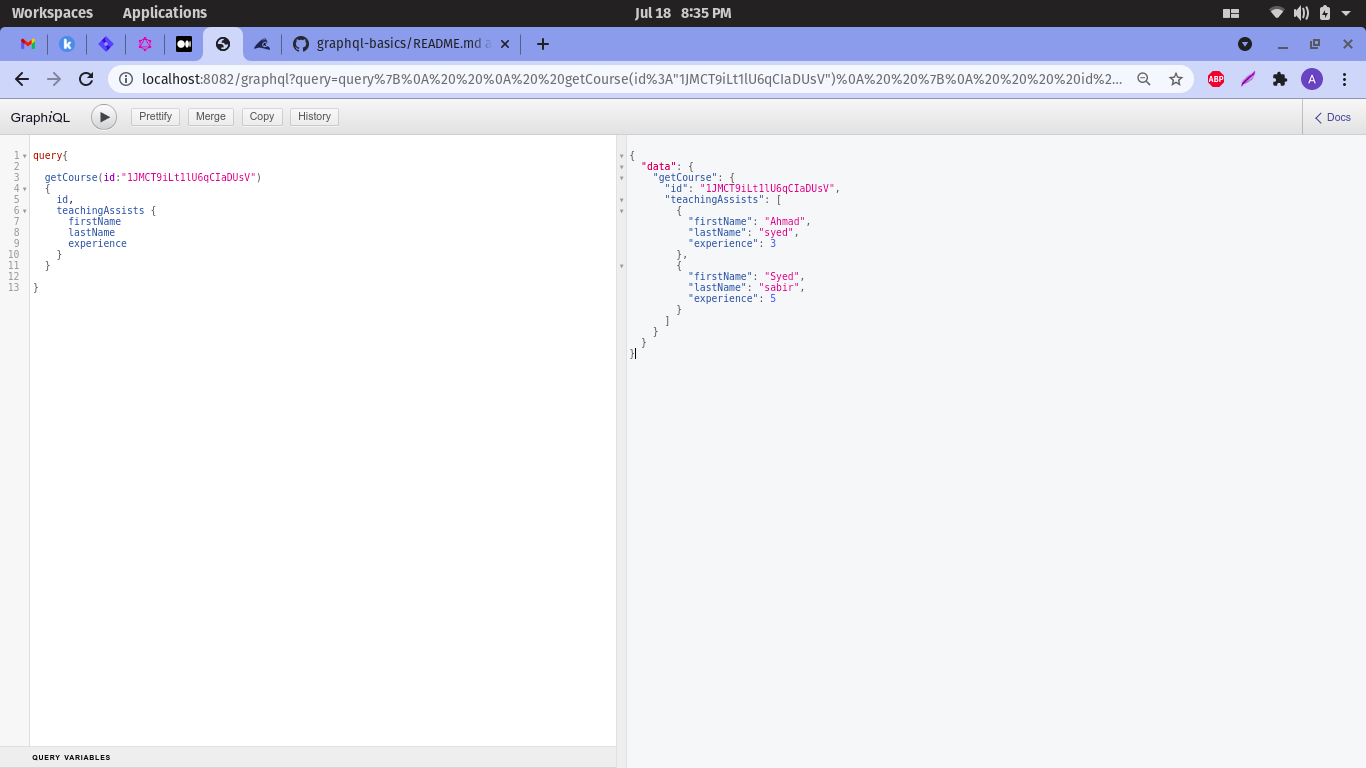 Workspaces Applications Jul 18 8:35 PM
graphql-basics/README.md
localhost:8082/graphql?query=query%7B%0A%20%20%0A%20%20getCourse(id%3A"1JMCT9iLt1lU6qCIaDUsV")%0A%20%20%7B%0A%20%20%20%20id%2... ABP A
GraphiQL Prettify Merge Copy History Docs
1 query{
2
3 getCourse(id:"1JMCT9iLt1lU6qCIaDUsV")
4 {
5 id,
6 teachingAssists {
7 firstName
8 lastName
9 experience
10 }
11 }
12
13 }
{
"data": {
"getCourse": {
"id": "1JMCT9iLt1lU6qCIaDUsV",
"teachingAssists": [
{
"firstName": "Ahmad",
"lastName": "syed",
"experience": 3
},
{
"firstName": "Syed",
"lastName": "sabir",
"experience": 5
}
]
}
}
}
QUERY VARIABLES